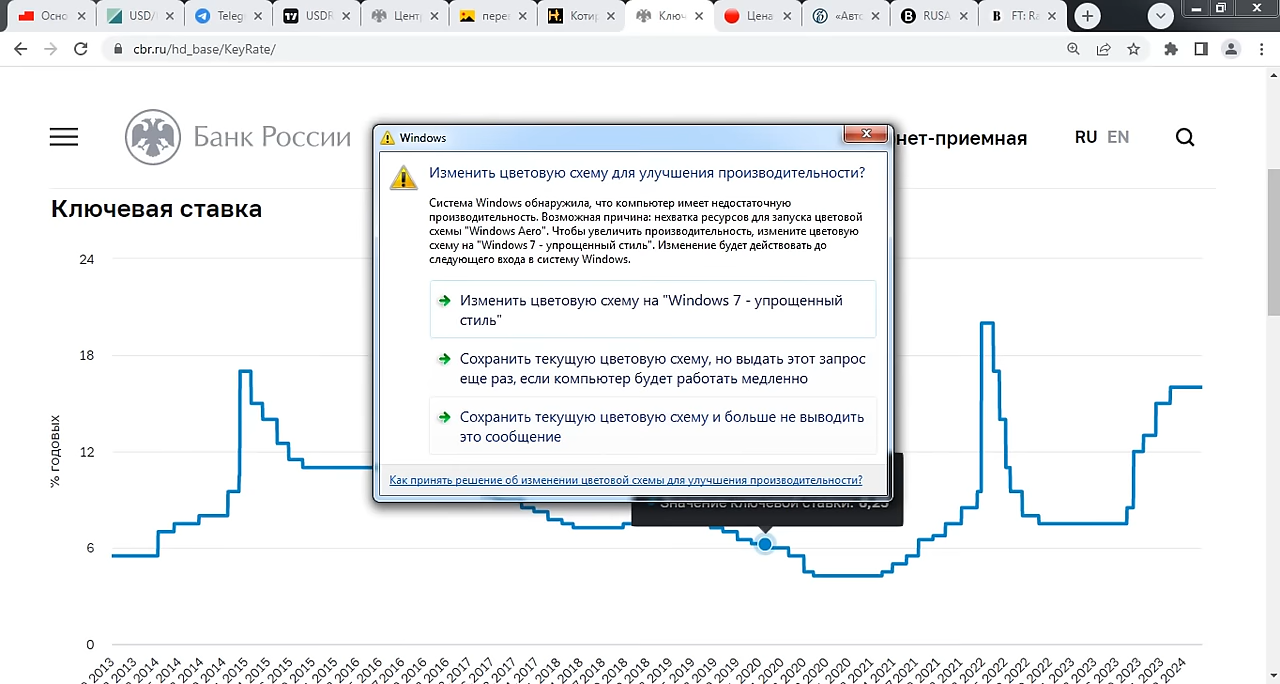 Осно
USD/
Teleg
USDR
Цент
пере
Коти
Ключ
Цена
«Авто
RUSA
FT: Ra
cbr.ru/hd_base/KeyRate/
Банк России
нет-приемная
RU EN
Ключевая ставка
Windows
Изменить цветовую схему для улучшения производительности?
Система Windows обнаружила, что компьютер имеет недостаточную
производительность. Возможная причина: нехватка ресурсов для запуска цветовой
схемы "Windows Aero". Чтобы увеличить производительность, измените цветовую
схему на "Windows 7 - упрощенный стиль". Изменение будет действовать до
следующего входа в систему Windows.
Изменить цветовую схему на "Windows 7 - упрощенный
стиль"
Сохранить текущую цветовую схему, но выдать этот запрос
еще раз, если компьютер будет работать медленно
Сохранить текущую цветовую схему и больше не выводить
это сообщение
Как принять решение об изменении цветовой схемы для улучшения производительности?
Значение ключевой ставки: 6,25
% годовых
24
18
12
6
0
2013
2013
2014
2014
2014
2014
2015
2015
2015
2015
2016
2016
2016
2016
2017
2017
2017
2018
2018
2018
2018
2019
2019
2019
2019
2020
2020
2020
2020
2021
2021
2021
2021
2022
2022
2022
2022
2023
2023
2023
2023
2024